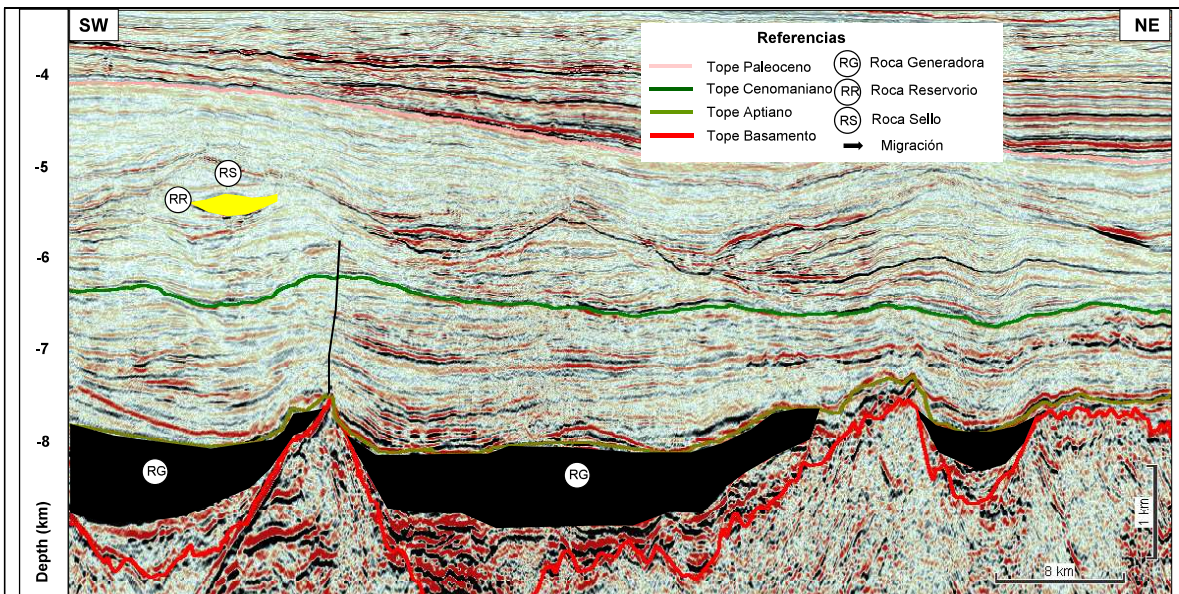 SW
NE
Referencias
Tope Paleoceno
Tope Cenomaniano
Tope Aptiano
Tope Basamento
RG Roca Generadora
RR Roca Reservorio
RS Roca Sello
Migración
-4
-5
-6
-7
-8
Depth (km)
RS
RR
RG
RG
1 km
8 km